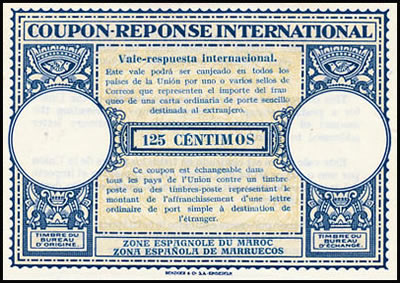 COUPON-REPONSE INTERNATIONAL
Vale-respuesta internacional.
Este vale podrá ser canjeado en todos los
países de la Unión por uno o varios sellos de
Correos que representen el importe del fran
queo de una carta ordinaria de porte sencillo
destinada al extranjero.
125 CÉNTIMOS
Ce coupon est échangeable dans
tous les pays de l'Union contre un timbre
poste ou des timbres-poste représentant le
montant de l'affranchissement d'une lettre
ordinaire de port simple à destination de
l'étranger.
TIMBRE DU
BUREAU
D'ORIGINE.
TIMBRE DU
BUREAU
D'ÉCHANGE.
ZONE ESPAGNOLE DU MAROC
ZONA ESPAÑOLA DE MARRUECOS